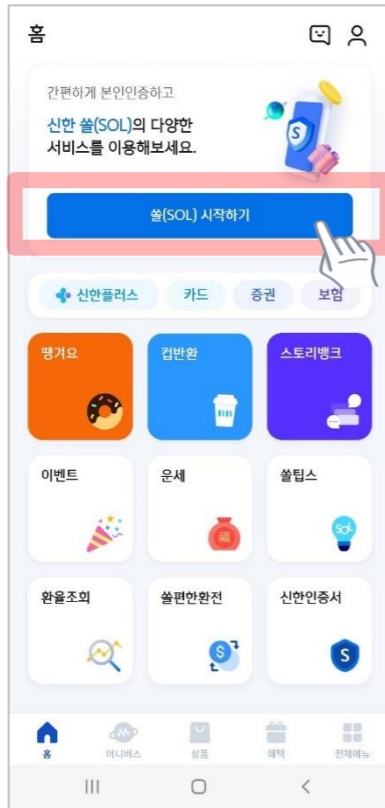 홈
간편하게 본인인증하고
신한 쏠(SOL)의 다양한
서비스를 이용해보세요.
S
쏠(SOL) 시작하기
신한플러스 카드 증권 보험
땡겨요 컵반환 스토리뱅크
이벤트 운세 쏠팁스
SOL
환율조회 쏠편한환전 신한인증서
S
홈 머니버스 상품 혜택 전체메뉴